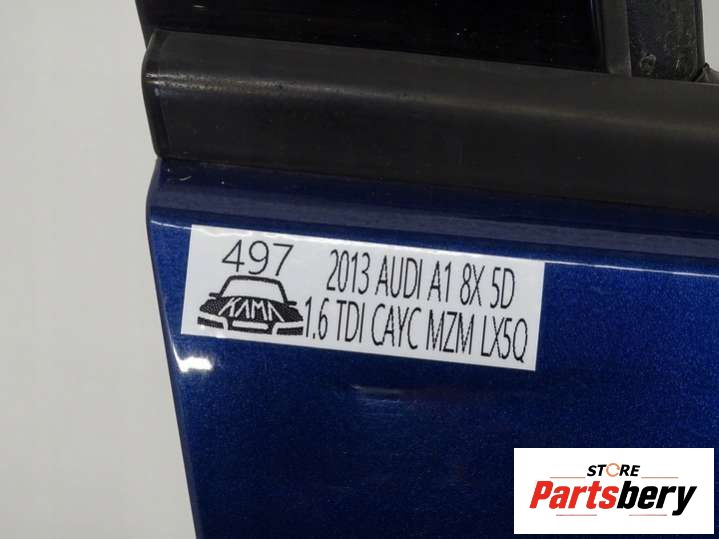 497
KAMA
2013 AUDI A1 8X 5D
1.6 TDI CAYC MZM LX5Q
STORE
Partsbery